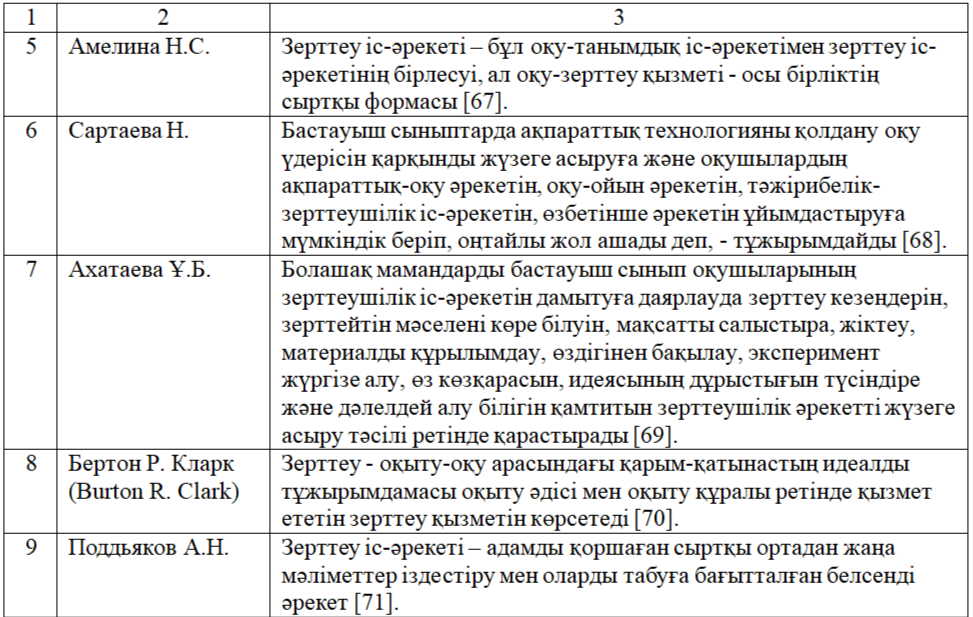 1 2 3
5 Амелина Н.С. Зерттеу іс-әрекеті – бұл оқу-танымдық іс-әрекетімен зерттеу іс-
әрекетінің бірлесуі, ал оқу-зерттеу қызметі - осы бірліктің
сыртқы формасы [67].
6 Сартаева Н. Бастауыш сыныптарда ақпараттық технологияны қолдану оқу
үдерісін қарқынды жүзеге асыруға және оқушылардың
ақпараттық-оқу әрекетін, оқу-ойын әрекетін, тәжірибелік-
зерттеушілік іс-әрекетін, өзбетінше әрекетін ұйымдастыруға
мүмкіндік беріп, оңтайлы жол ашады деп, - тұжырымдайды [68].
7 Ахатаева Ұ.Б. Болашақ мамандарды бастауыш сынып оқушыларының
зерттеушілік іс-әрекетін дамытуға даярлауда зерттеу кезеңдерін,
зерттейтін мәселені көре білуін, мақсатты салыстыра, жіктеу,
материалды құрылымдау, өздігінен бақылау, эксперимент
жүргізе алу, өз көзқарасын, идеясының дұрыстығын түсіндіре
және дәлелдей алу білігін қамтитын зерттеушілік әрекетті жүзеге
асыру тәсілі ретінде қарастырады [69].
8 Бертон Р. Кларк Зерттеу - оқыту-оқу арасындағы қарым-қатынастың идеалды
(Burton R. Clark) тұжырымдамасы оқыту әдісі мен оқыту құралы ретінде қызмет
ететін зерттеу қызметін көрсетеді [70].
9 Поддьяков А.Н. Зерттеу іс-әрекеті – адамды қоршаған сыртқы ортадан жаңа
мәліметтер іздестіру мен оларды табуға бағытталған белсенді
әрекет [71].